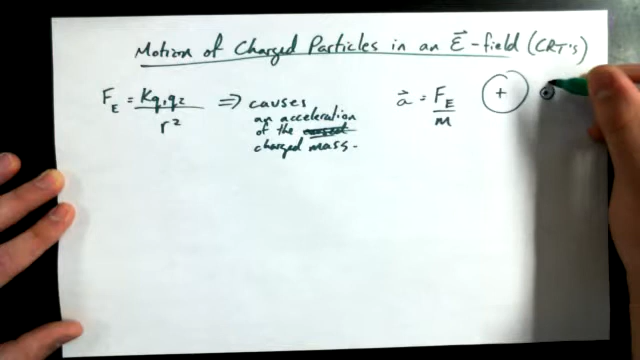 Motion of Charged Particles in an E⃗-field (CRT's)
F_E = Kq₁q₂ / r² ⇒ causes
an acceleration
of the
charged mass.
a⃗ = F_E / m
+